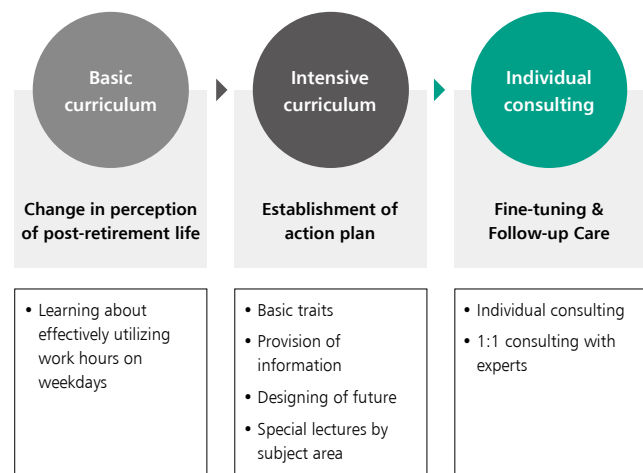 Basic
curriculum
Intensive
curriculum
Individual
consulting
Change in perception
of post-retirement life
Establishment of
action plan
Fine-tuning &
Follow-up Care
• Learning about
effectively utilizing
work hours on
weekdays
• Basic traits
• Provision of
information
• Designing of future
• Special lectures by
subject area
• Individual consulting
• 1:1 consulting with
experts